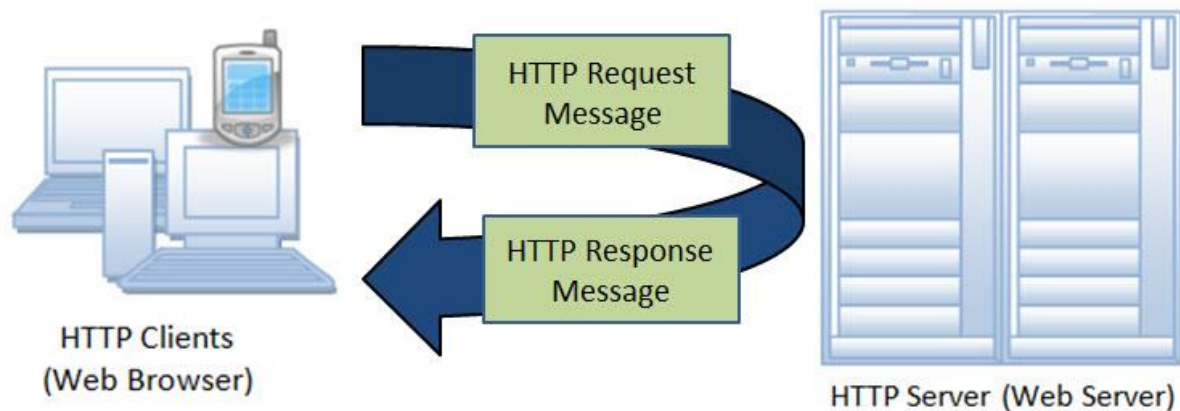 HTTP Request
Message
HTTP Response
Message
HTTP Clients
(Web Browser)
HTTP Server (Web Server)